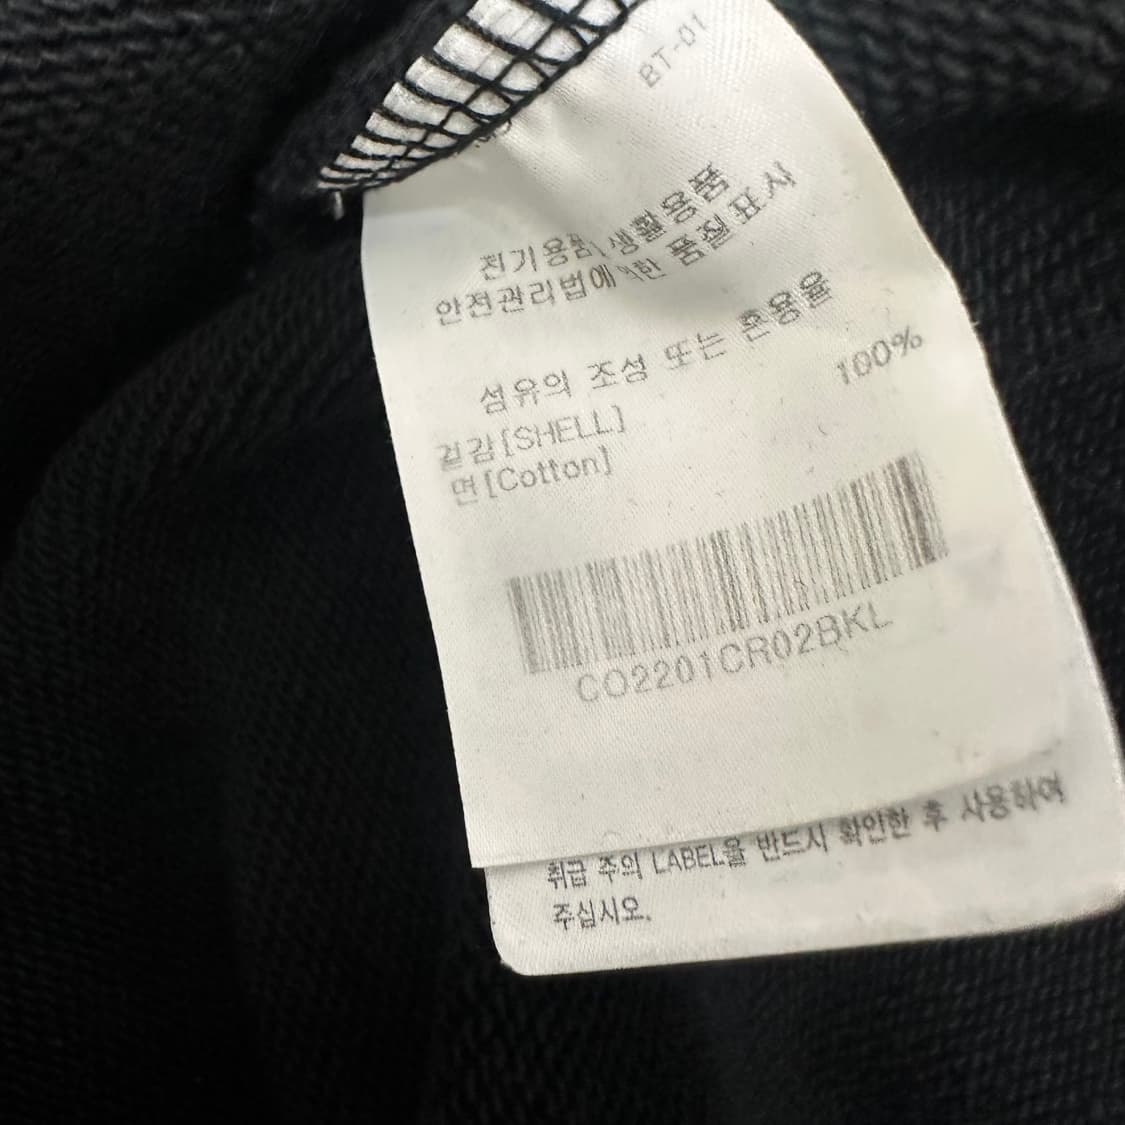 BT-01
전기용품 생활용품
안전관리법에 의한 품질표시
섬유의 조성 또는 혼용율
겉감[SHELL]
면[Cotton] 100%
CO2201CR02BKL
취급 주의 LABEL을 반드시 확인한 후 사용하여
주십시오.